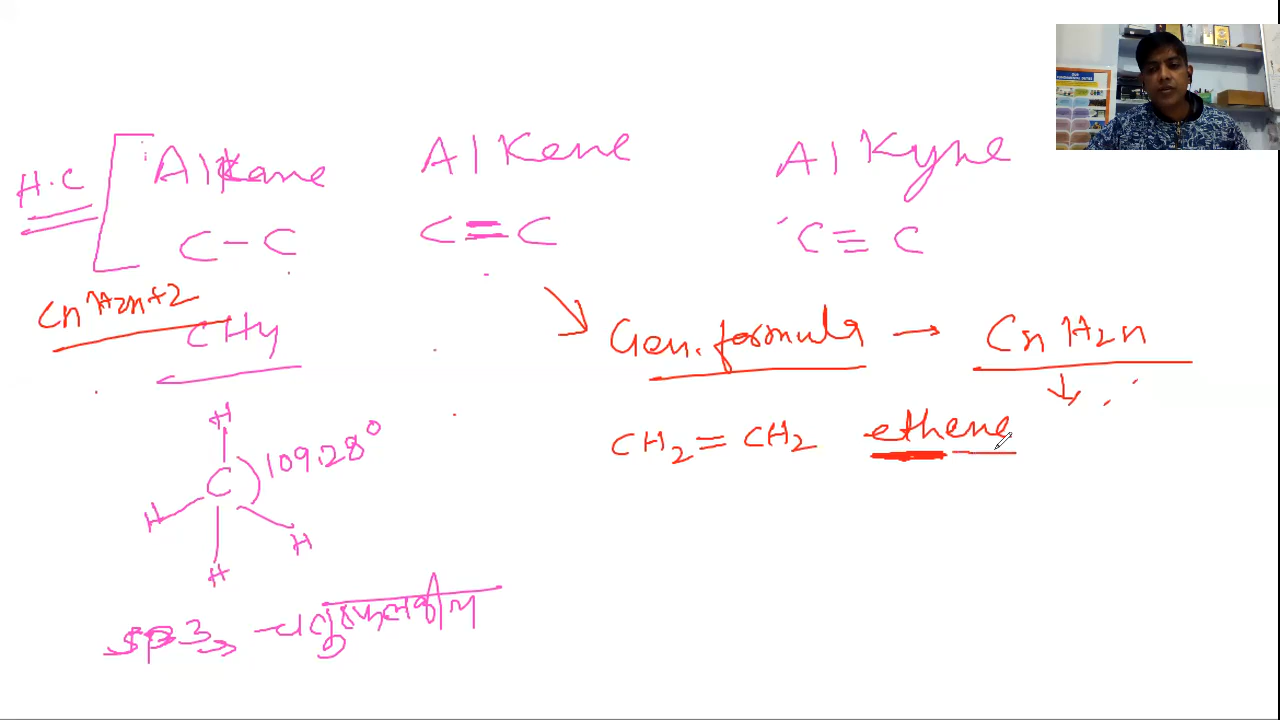 H.C
Alkane Alkene Alkyne
C-C C=C C≡C
CnH2n+2
CH4
Gen. formula → CnH2n
CH2=CH2 ethene
H
C 109.28°
H
H
H
sp3 - चतुष्फलकीय